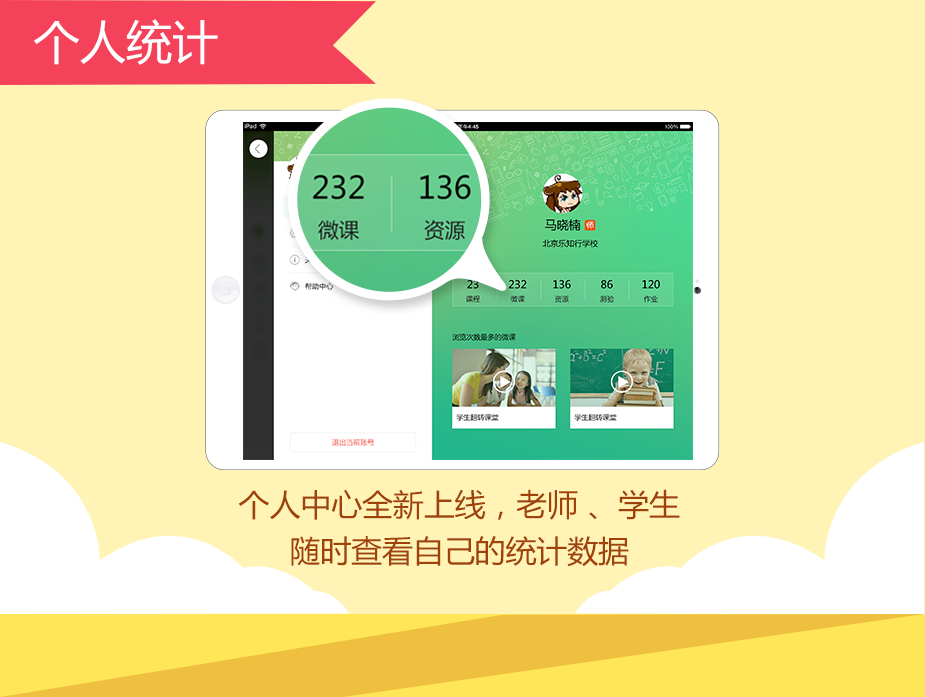 个人统计
iPad
下午4:45
100%
232
136
微课
资源
马晓楠 师
北京乐知行学校
23 232 136 86 120
课程 微课 资源 测验 作业
帮助中心
浏览次数最多的微课
学生翻转课堂
学生翻转课堂
退出当前账号
个人中心全新上线，老师 、学生
随时查看自己的统计数据